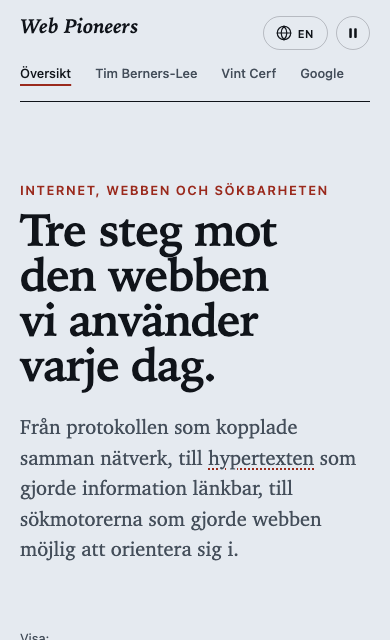 Web Pioneers
EN
Översikt Tim Berners-Lee Vint Cerf Google
INTERNET, WEBBEN OCH SÖKBARHETEN
Tre steg mot
den webben
vi använder
varje dag.
Från protokollen som kopplade
samman nätverk, till hypertexten som
gjorde information länkbar, till
sökmotorerna som gjorde webben
möjlig att orientera sig i.
Visa: